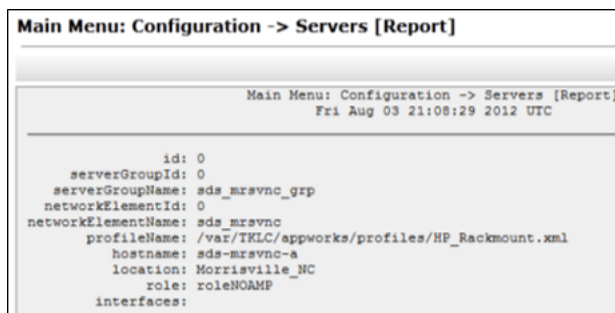 Main Menu: Configuration -> Servers [Report]
Main Menu: Configuration -> Servers [Report]
Fri Aug 03 21:08:29 2012 UTC
id: 0
serverGroupId: 0
serverGroupName: sds_mrsvnc_grp
networkElementId: 0
networkElementName: sds_mrsvnc
profileName: /var/TKLC/appworks/profiles/HP_Rackmount.xml
hostname: sds-mrsvnc-a
location: Morrisville_NC
role: roleNOAMP
interfaces: